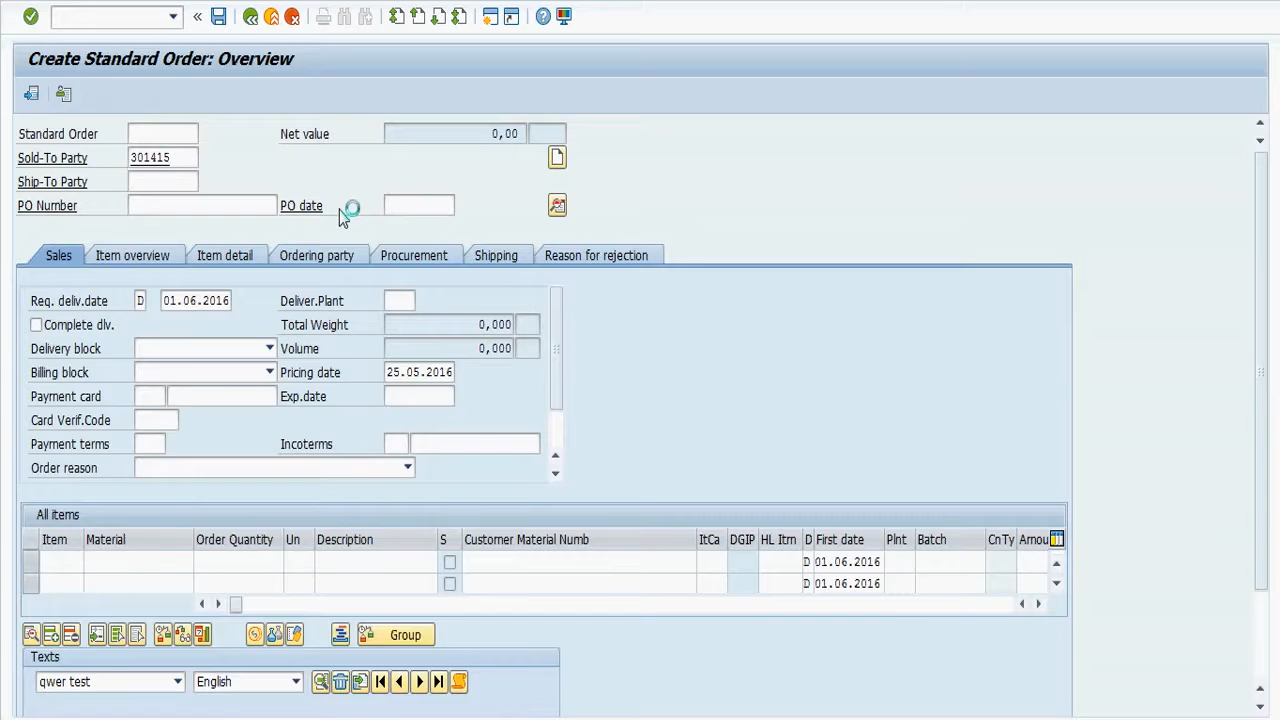 Create Standard Order: Overview
Standard Order Net value 0,00
Sold-To Party 301415
Ship-To Party
PO Number PO date
Sales Item overview Item detail Ordering party Procurement Shipping Reason for rejection
Req. deliv.date D 01.06.2016 Deliver.Plant
Complete dlv. Total Weight 0,000
Delivery block Volume 0,000
Billing block Pricing date 25.05.2016
Payment card Exp.date
Card Verif.Code
Payment terms Incoterms
Order reason
All items
Item Material Order Quantity Un Description S Customer Material Numb ItCa DGIP HL Itm D First date Plnt Batch CnTy Amou
D 01.06.2016
D 01.06.2016
Group
Texts
qwer test English